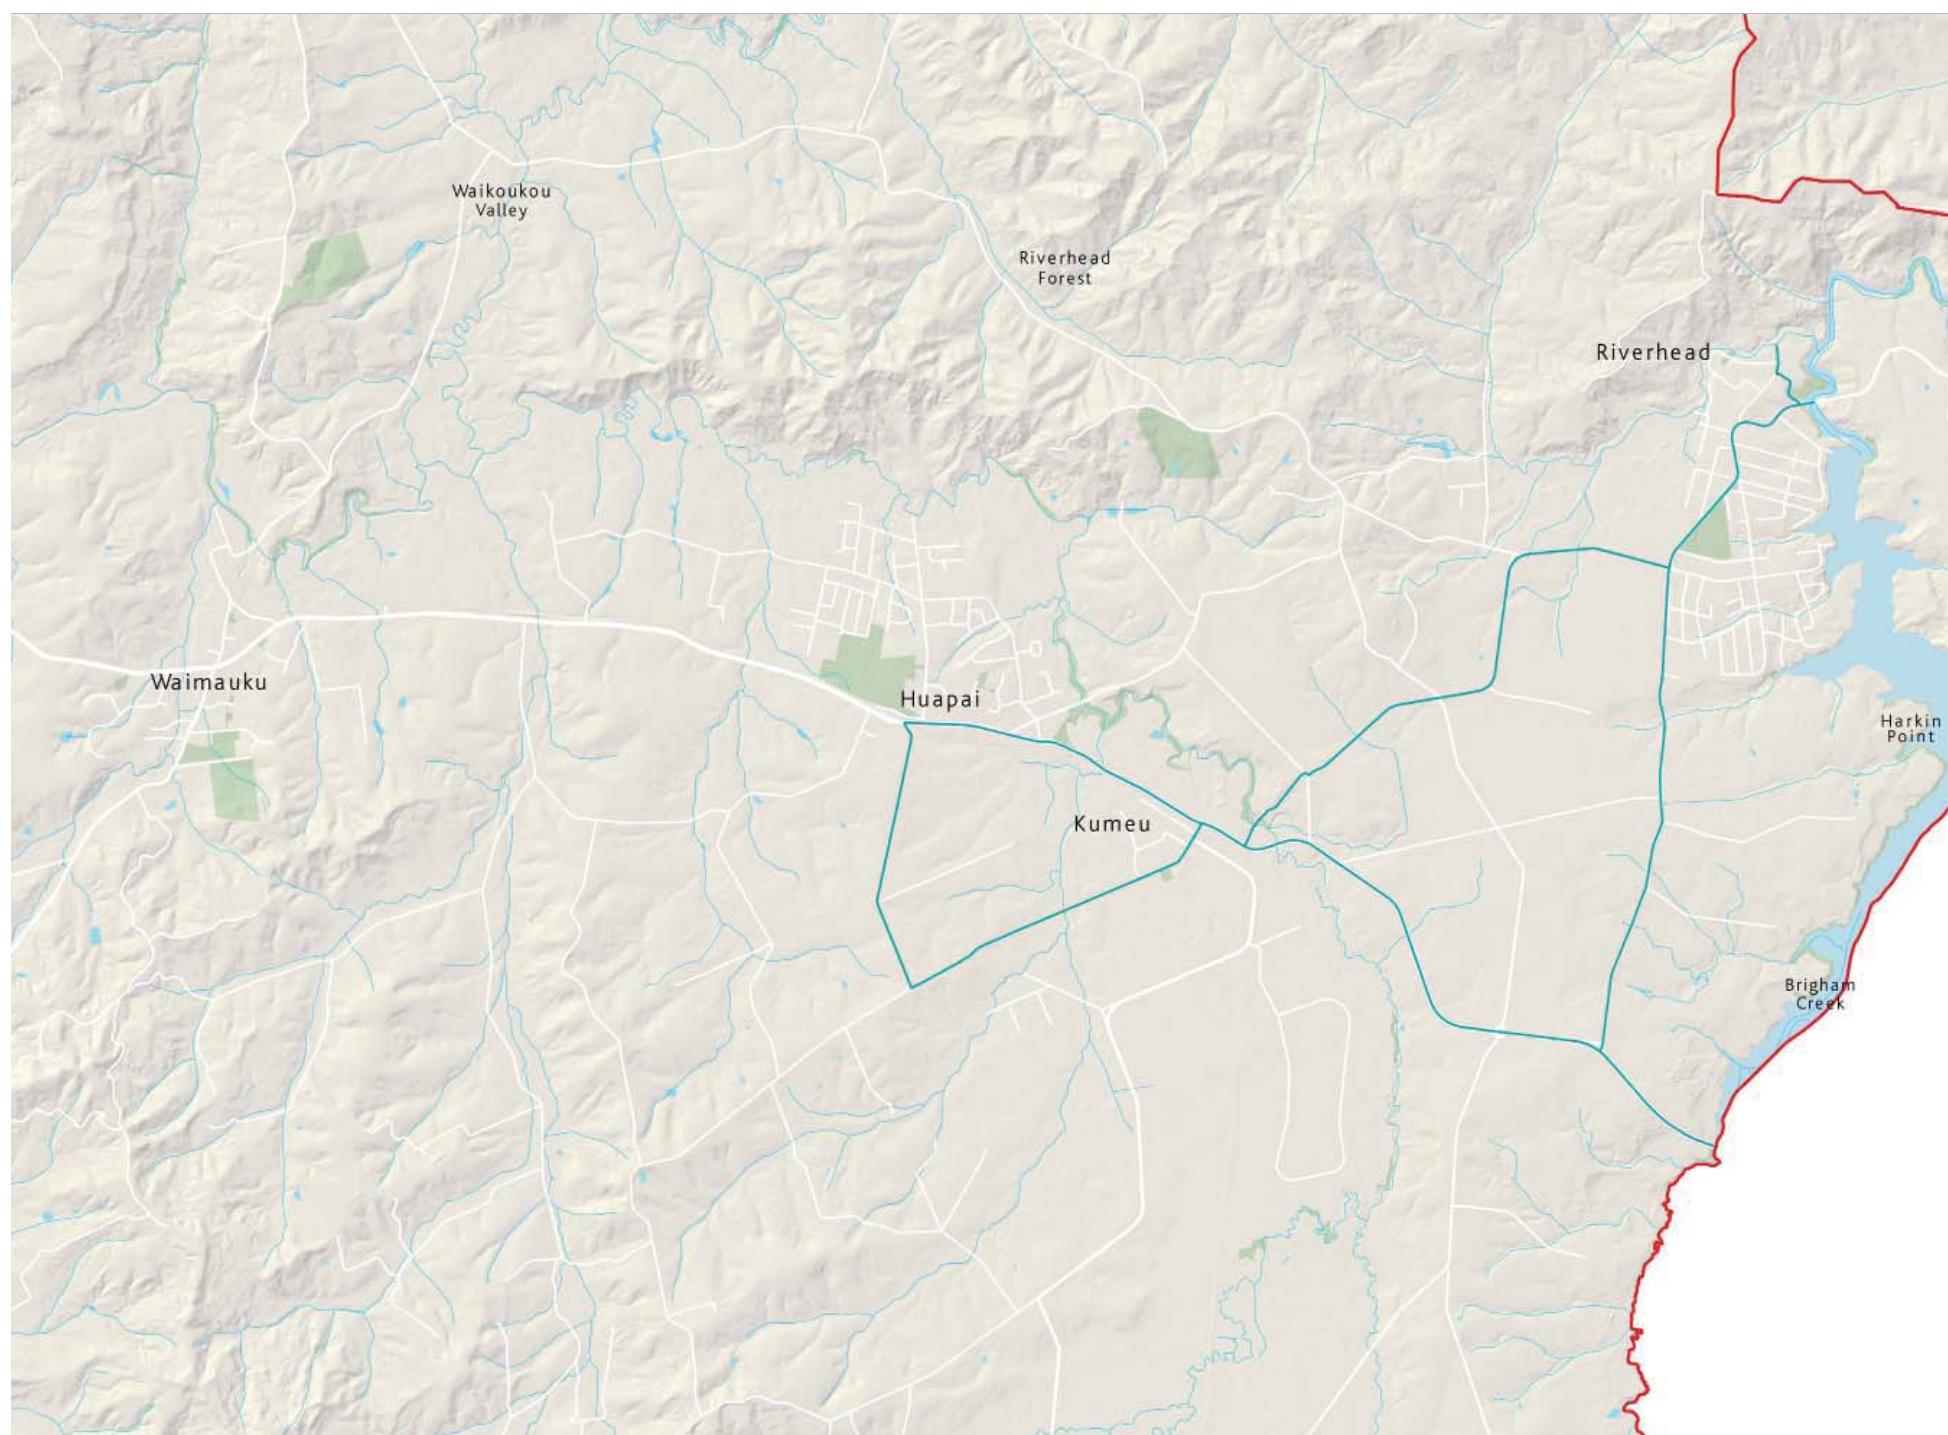 Waikoukou
Valley
Riverhead
Forest
Riverhead
Waimauku
Huapai
Harkin
Point
Kumeu
Brigham
Creek